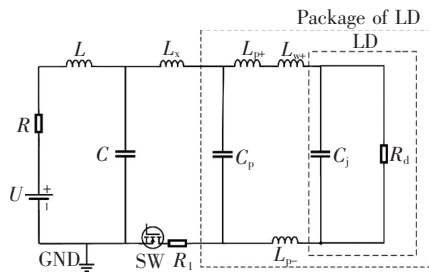 Package of LD
L
Lx
Lp+
Lw+
LD
R
C
Cp
Cj
Rd
U
+
−
GND
SW
R1
Lp−